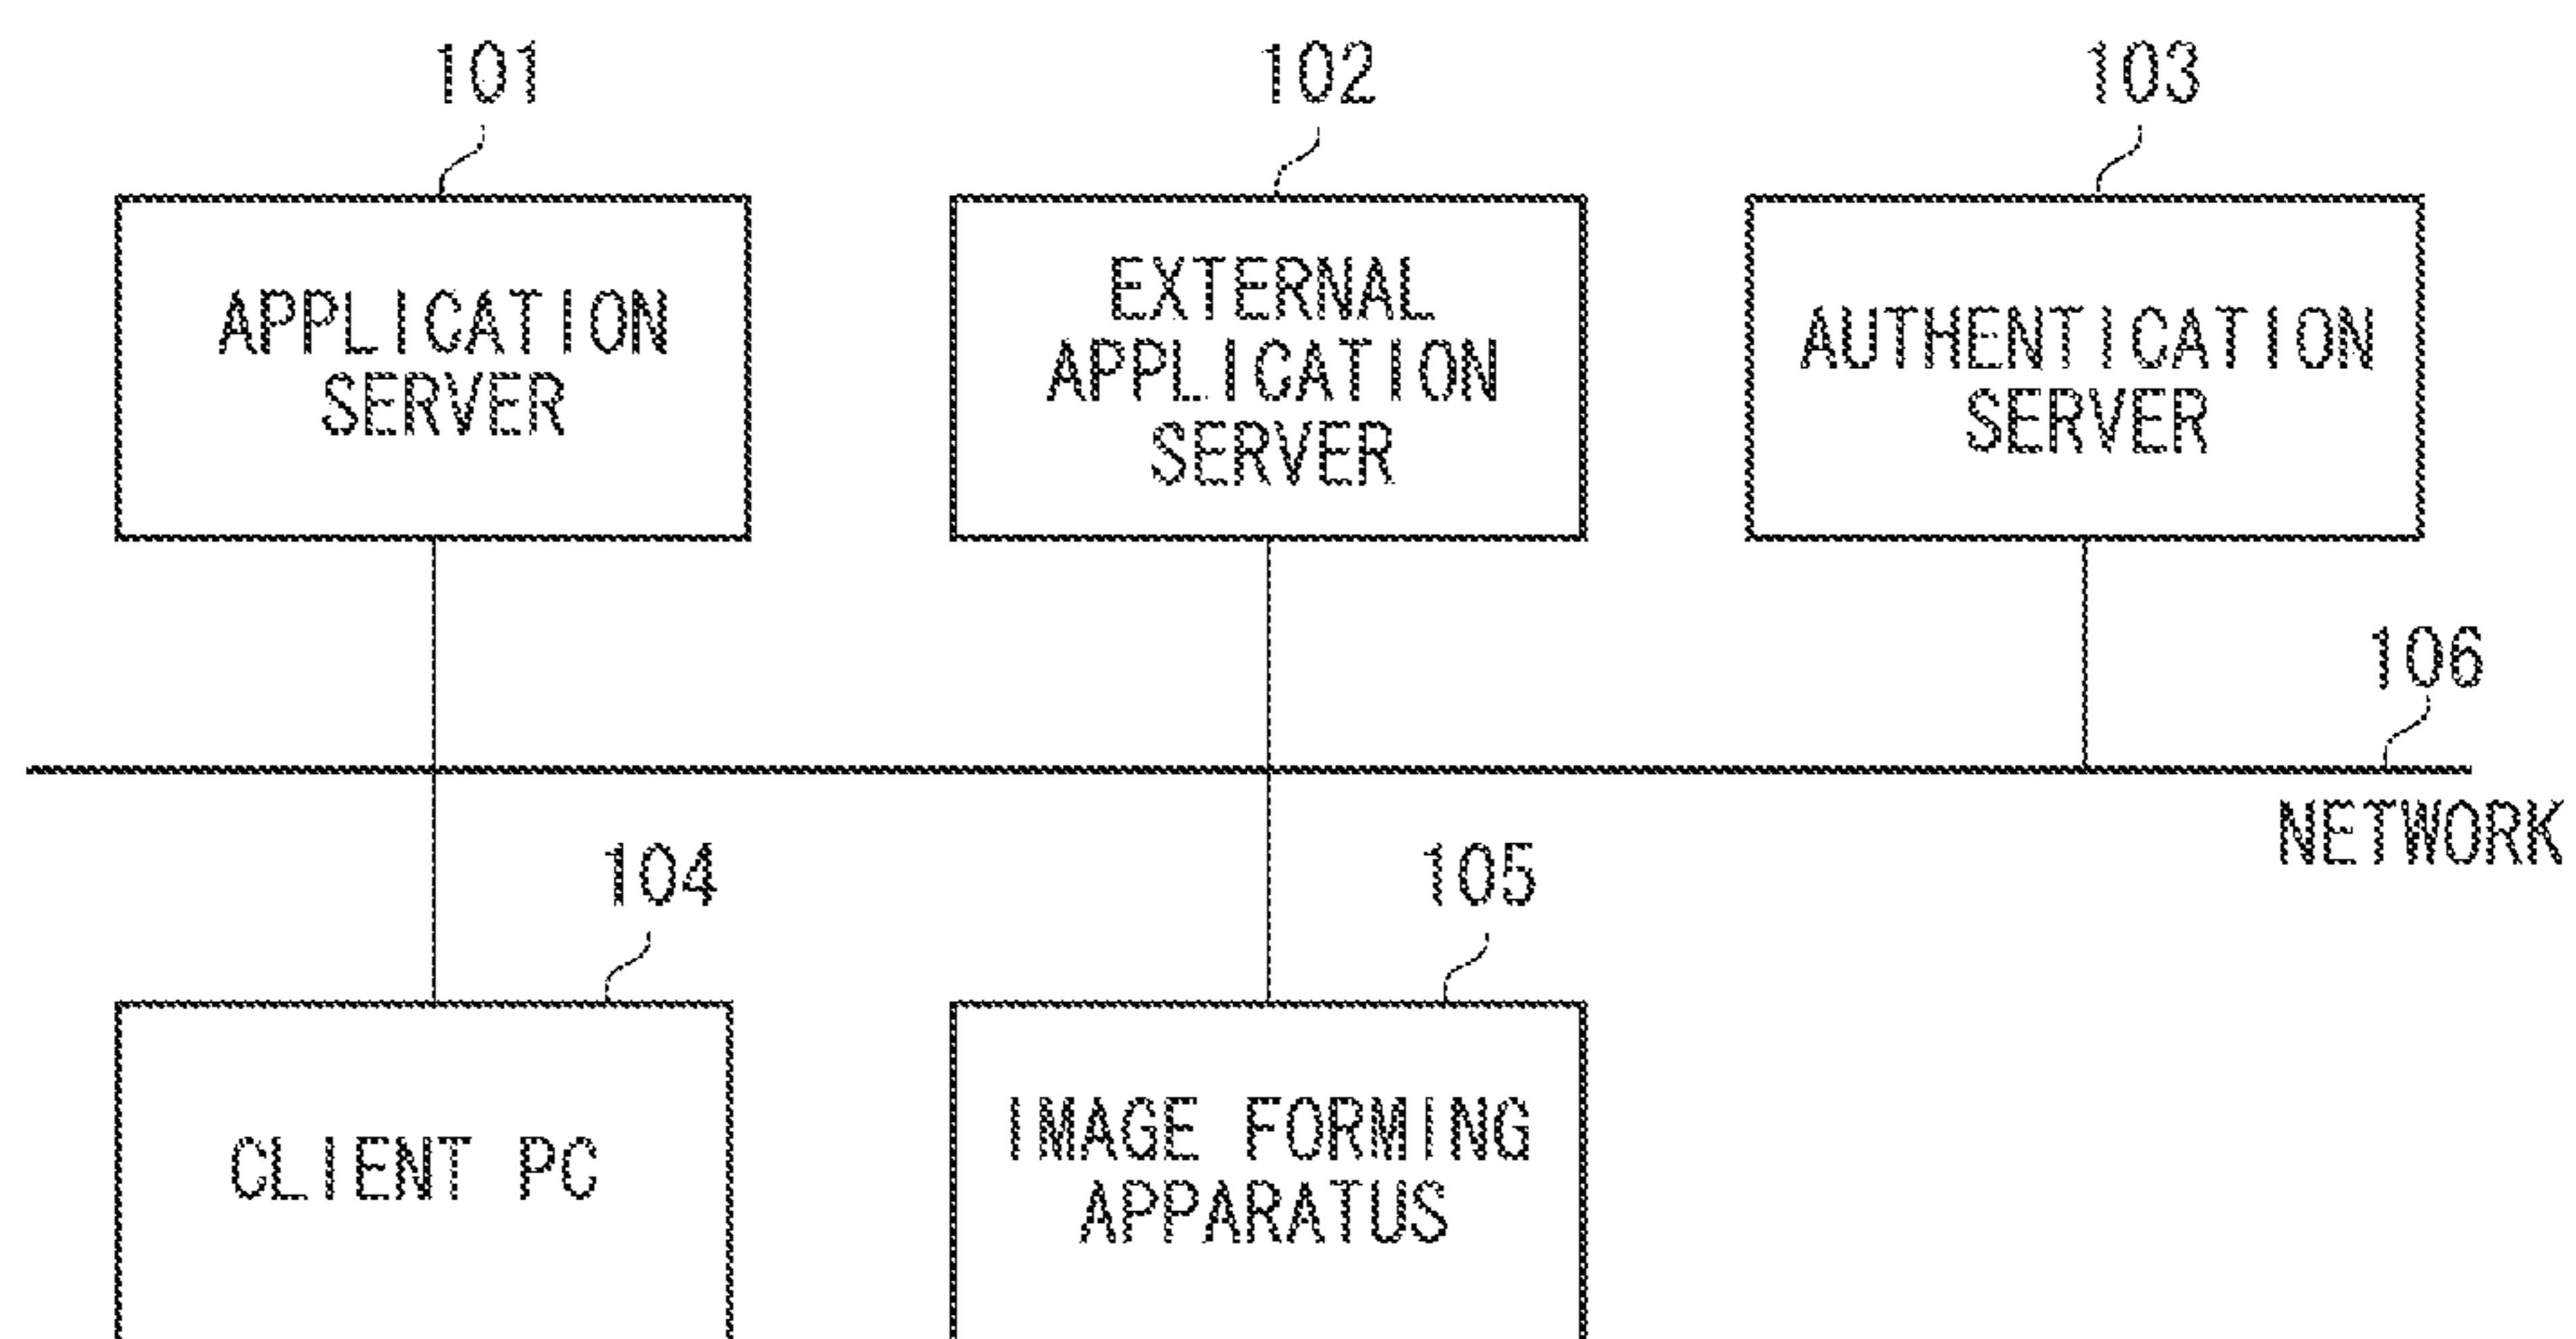 101
102
103
APPLICATION
SERVER
EXTERNAL
APPLICATION
SERVER
AUTHENTICATION
SERVER
106
NETWORK
104
105
CLIENT PC
IMAGE FORMING
APPARATUS